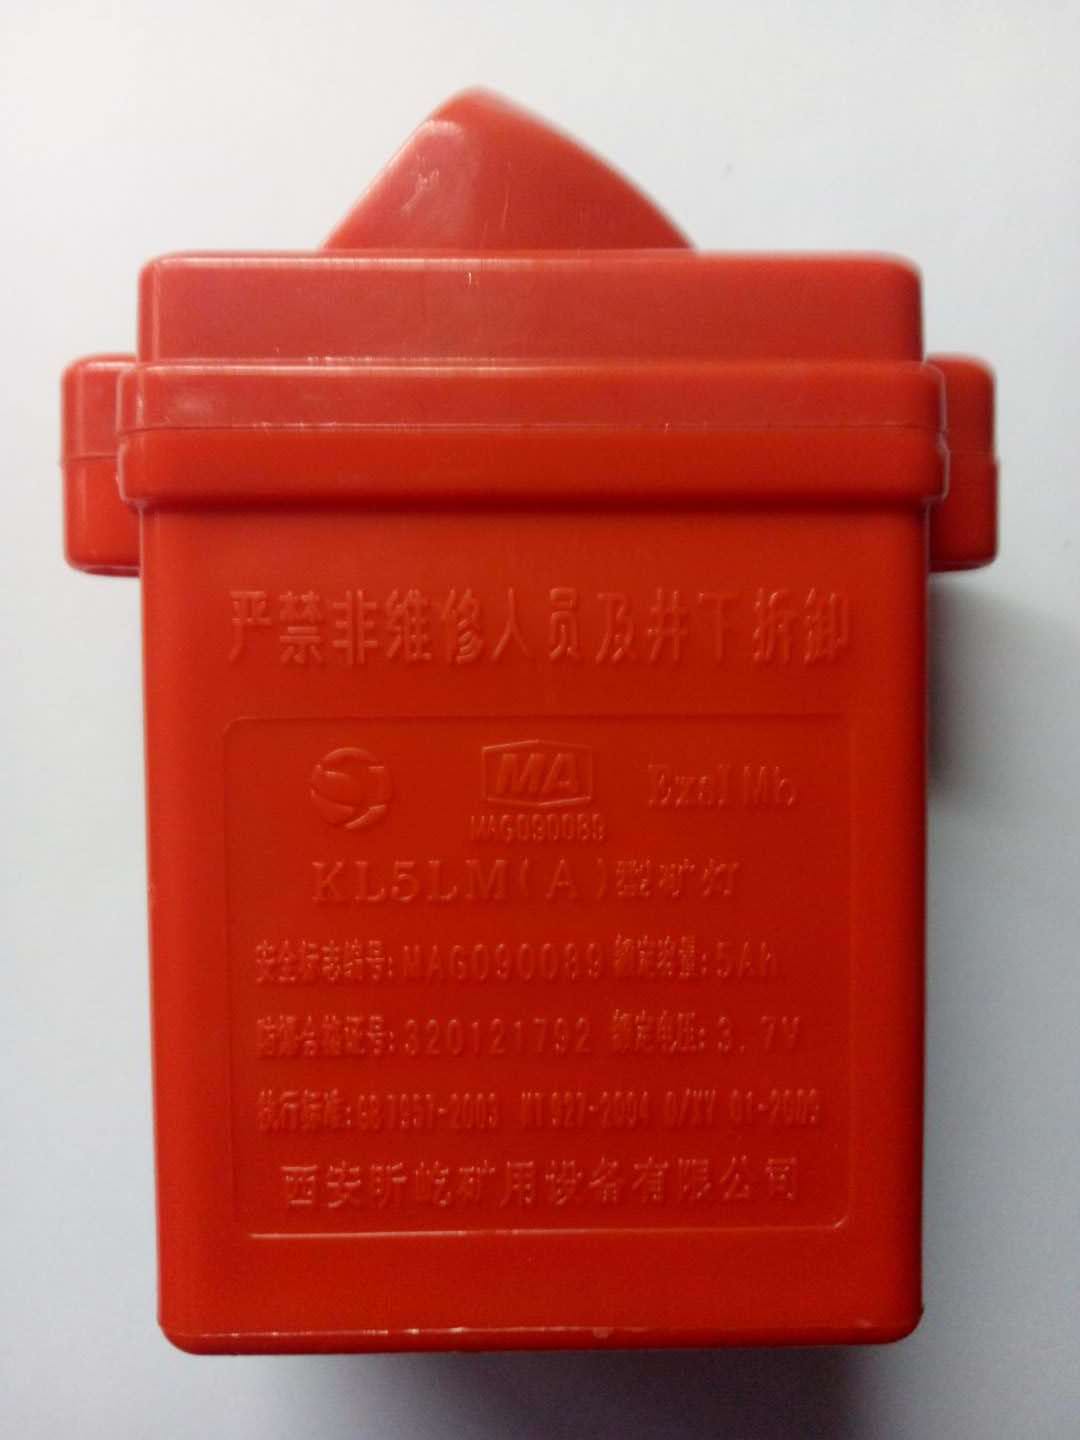 严禁非维修人员及井下折卸
MA
ExsI Mb
MAG090089
KL5LM(A)型矿灯
安全标志编号:MAG090089 额定容量:5Ah
防爆合格证号:320121792 额定电压:3.7V
执行标准:GB7957-2003 MT927-2004 Q/XY 01-2009
西安昕屹矿用设备有限公司